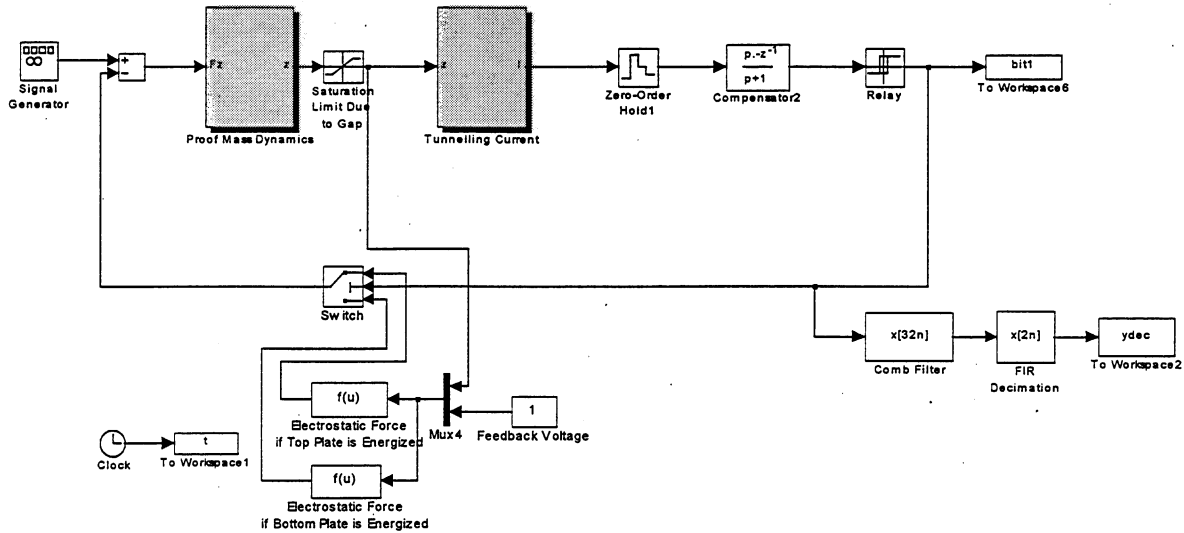 Signal
Generator
+
−
Fz
z
Proof Mass Dynamics
Saturation
Limit Due
to Gap
z
I
Tunnelling Current
Zero-Order
Hold1
p.-z⁻¹
p+1
Compensator2
Relay
bit1
To Workspace6
Switch
x[32n]
Comb Filter
x[2n]
FIR
Decimation
ydec
To Workspace2
f(u)
Electrostatic Force
if Top Plate is Energized
Mux4
1
Feedback Voltage
Clock
t
To Workspace1
f(u)
Electrostatic Force
if Bottom Plate is Energized